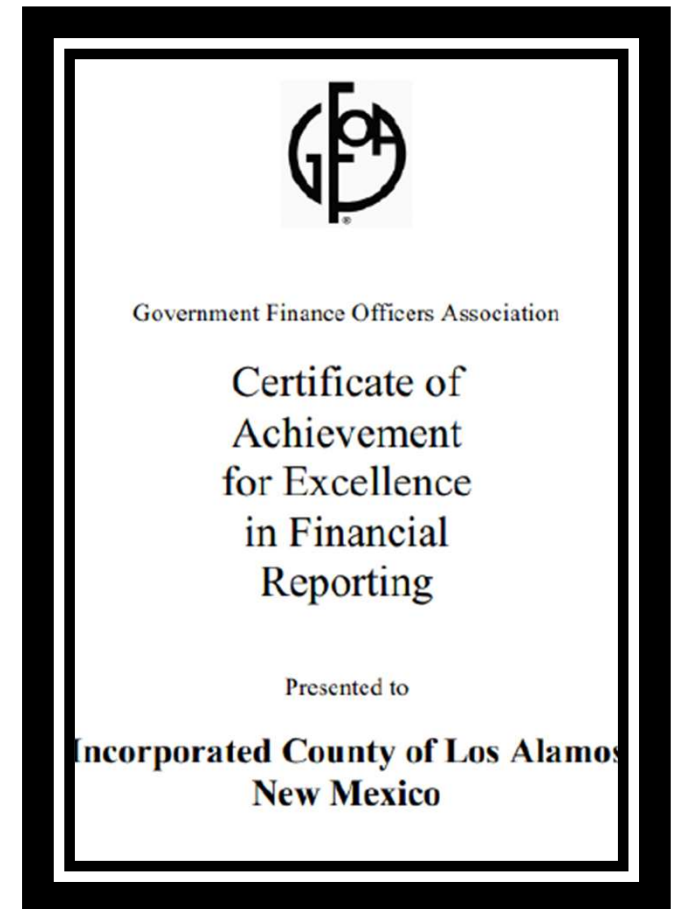 GFOA
®
Government Finance Officers Association
Certificate of
Achievement
for Excellence
in Financial
Reporting
Presented to
Incorporated County of Los Alamos
New Mexico